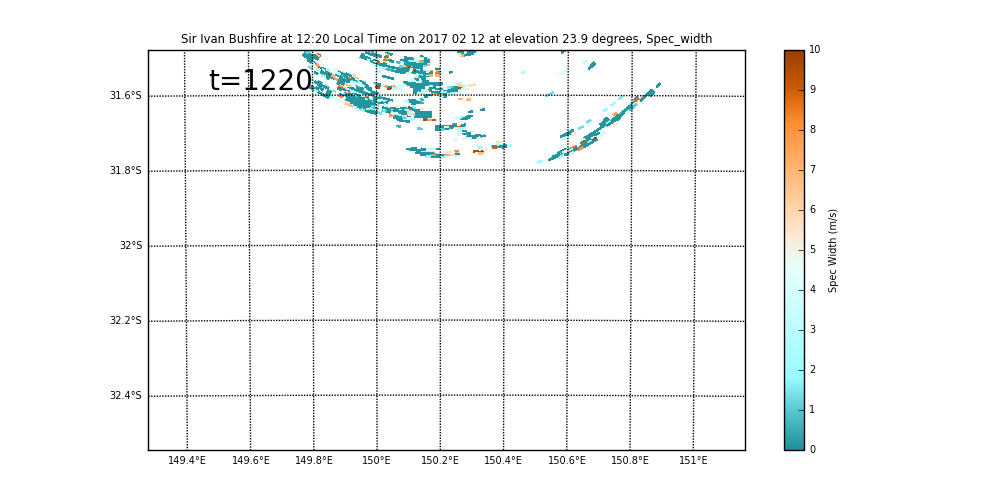 Sir Ivan Bushfire at 12:20 Local Time on 2017 02 12 at elevation 23.9 degrees, Spec_width
t=1220
31.6°S
31.8°S
32°S
32.2°S
32.4°S
149.4°E 149.6°E 149.8°E 150°E 150.2°E 150.4°E 150.6°E 150.8°E 151°E
10
9
8
7
6
5
4
3
2
1
0
Spec Width (m/s)